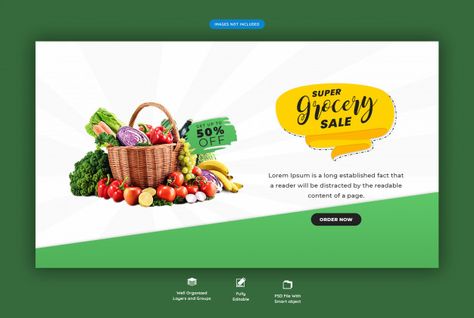 IMAGES NOT INCLUDED
SUPER
Grocery
SALE
GET UP TO
50%
OFF
Lorem Ipsum is a long established fact that
a reader will be distracted by the readable
content of a page.
ORDER NOW
Well Organized
Layers and Groups
Fully
Editable
PSD File With
Smart object